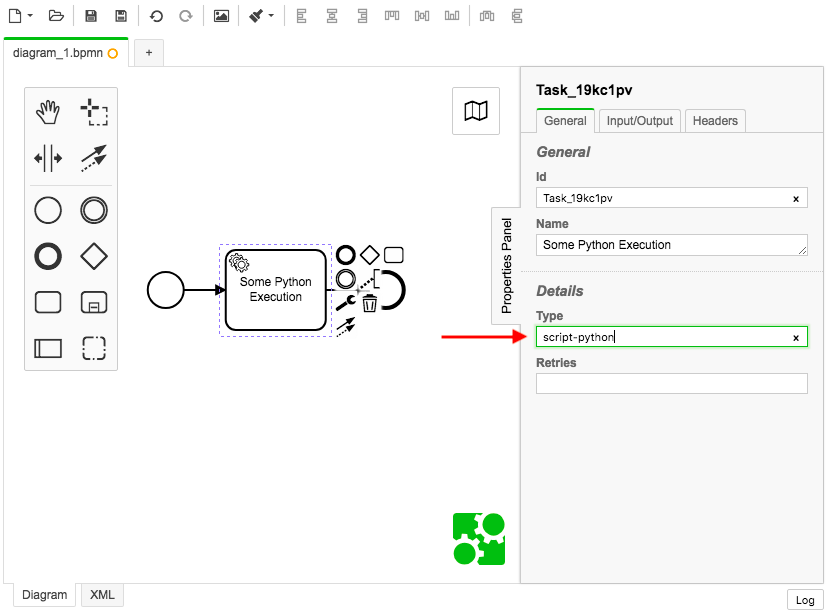 diagram_1.bpmn
+
Task_19kc1pv
General
Input/Output
Headers
General
Id
Task_19kc1pv
x
Name
Some Python Execution
Properties Panel
Details
Type
script-python
x
Retries
Some Python
Execution
Diagram
XML
Log